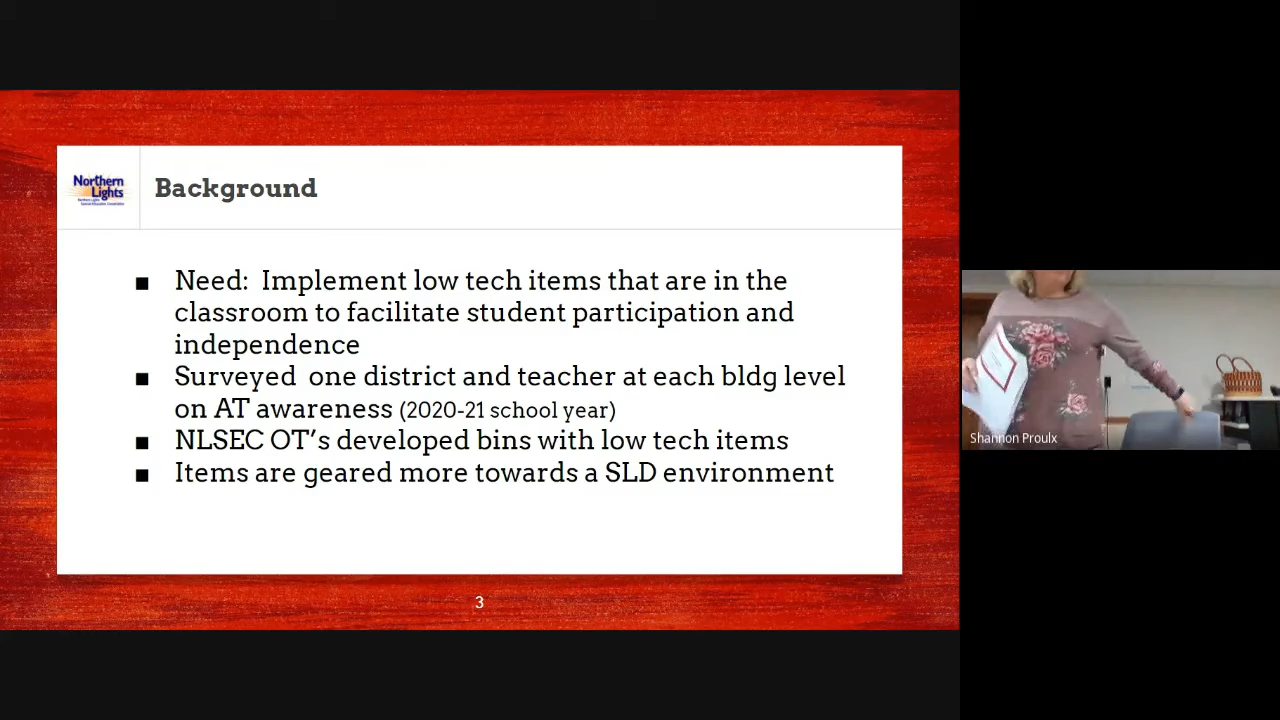 Northern
Lights
Background
■ Need: Implement low tech items that are in the
classroom to facilitate student participation and
independence
■ Surveyed one district and teacher at each bldg level
on AT awareness (2020-21 school year)
■ NLSEC OT's developed bins with low tech items
■ Items are geared more towards a SLD environment
3
Shannon Proulx